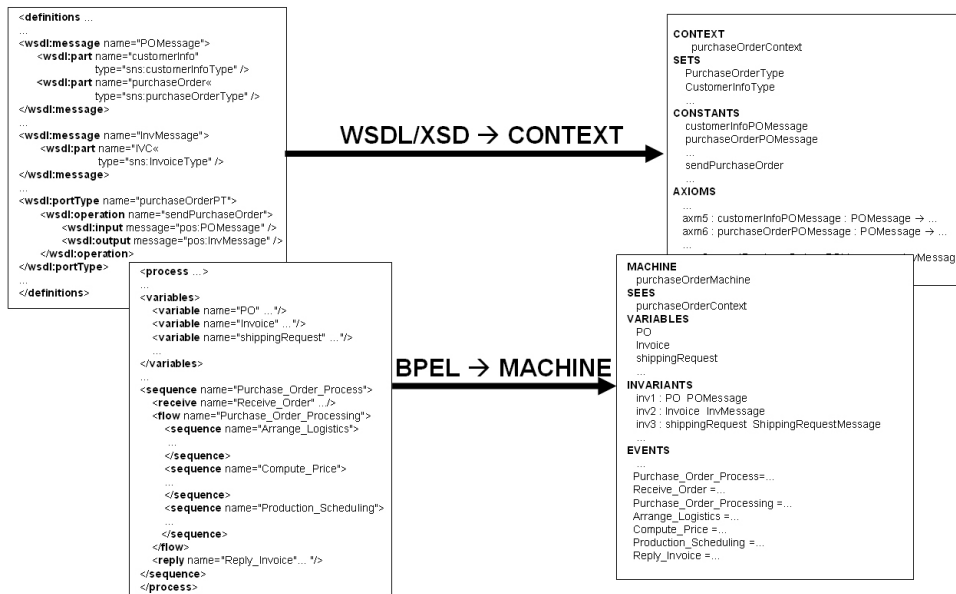 <definitions ...
...
<wsdl:message name="POMessage">
<wsdl:part name="customerInfo"
type="sns:customerInfoType" />
<wsdl:part name="purchaseOrder«
type="sns:purchaseOrderType" />
</wsdl:message>
...
<wsdl:message name="InvMessage">
<wsdl:part name="IVC«
type="sns:InvoiceType" />
</wsdl:message>
...
<wsdl:portType name="purchaseOrderPT">
<wsdl:operation name="sendPurchaseOrder">
<wsdl:input message="pos:POMessage" />
<wsdl:output message="pos:InvMessage" />
</wsdl:operation>
</wsdl:portType>
...
</definitions>
WSDL/XSD → CONTEXT
CONTEXT
purchaseOrderContext
SETS
PurchaseOrderType
CustomerInfoType
...
CONSTANTS
customerInfoPOMessage
purchaseOrderPOMessage
...
sendPurchaseOrder
...
AXIOMS
...
axm5 : customerInfoPOMessage : POMessage → ...
axm6 : purchaseOrderPOMessage : POMessage → ...
...
<process ...>
...
<variables>
<variable name="PO" ..."/>
<variable name="Invoice" ..."/>
<variable name="shippingRequest" ..."/>
...
</variables>
...
<sequence name="Purchase_Order_Process">
<receive name="Receive_Order" .../>
<flow name="Purchase_Order_Processing">
<sequence name="Arrange_Logistics">
...
</sequence>
<sequence name="Compute_Price">
...
</sequence>
<sequence name="Production_Scheduling">
...
</sequence>
</flow>
<reply name="Reply_Invoice"... "/>
</sequence>
</process>
BPEL → MACHINE
MACHINE
purchaseOrderMachine
SEES
purchaseOrderContext
VARIABLES
PO
Invoice
shippingRequest
...
INVARIANTS
inv1 : PO POMessage
inv2 : Invoice InvMessage
inv3 : shippingRequest ShippingRequestMessage
...
EVENTS
...
Purchase_Order_Process=...
Receive_Order =...
Purchase_Order_Processing =...
Arrange_Logistics =...
Compute_Price =...
Production_Scheduling =...
Reply_Invoice =...